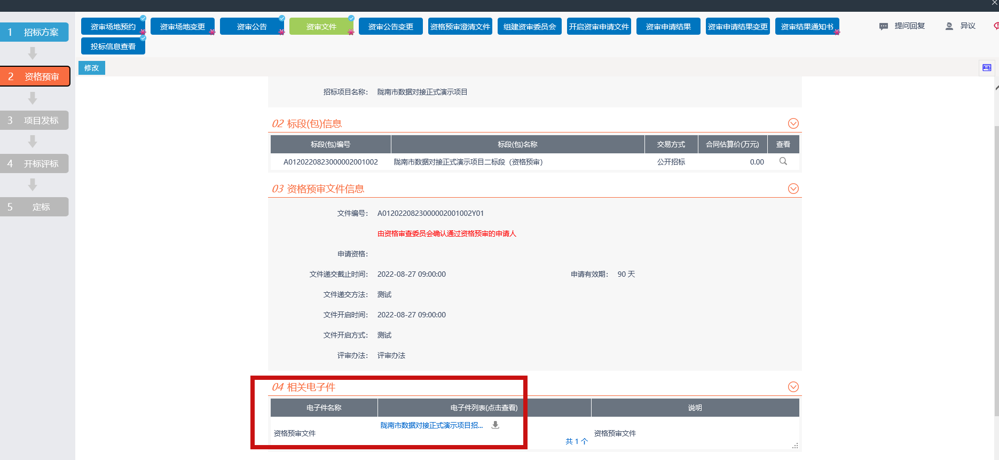 1 招标方案
2 资格预审
3 项目发标
4 开标评标
5 定标
资审场地预约 资审场地变更 资审公告 资审文件 资审公告变更 资格预审澄清文件 组建资审委员会 开启资审申请文件 资审申请结果 资审申请结果变更 资审结果通知书 提问回复 异议
投标信息查看
修改
招标项目名称： 陇南市数据对接正式演示项目
02 标段(包)信息
标段(包)编号 标段(包)名称 交易方式 合同估算价(万元) 查看
A0120220823000002001002 陇南市数据对接正式演示项目二标段（资格预审） 公开招标 0.00
03 资格预审文件信息
文件编号： A0120220823000002001002Y01
由资格审查委员会确认通过资格预审的申请人
申请资格：
文件递交截止时间： 2022-08-27 09:00:00 申请有效期： 90 天
文件递交方法： 测试
文件开启时间： 2022-08-27 09:00:00
文件开启方式： 测试
评审办法： 评审办法
04 相关电子件
电子件名称 电子件列表(点击查看) 说明
资格预审文件 陇南市数据对接正式演示项目招... 资格预审文件
共 1 个